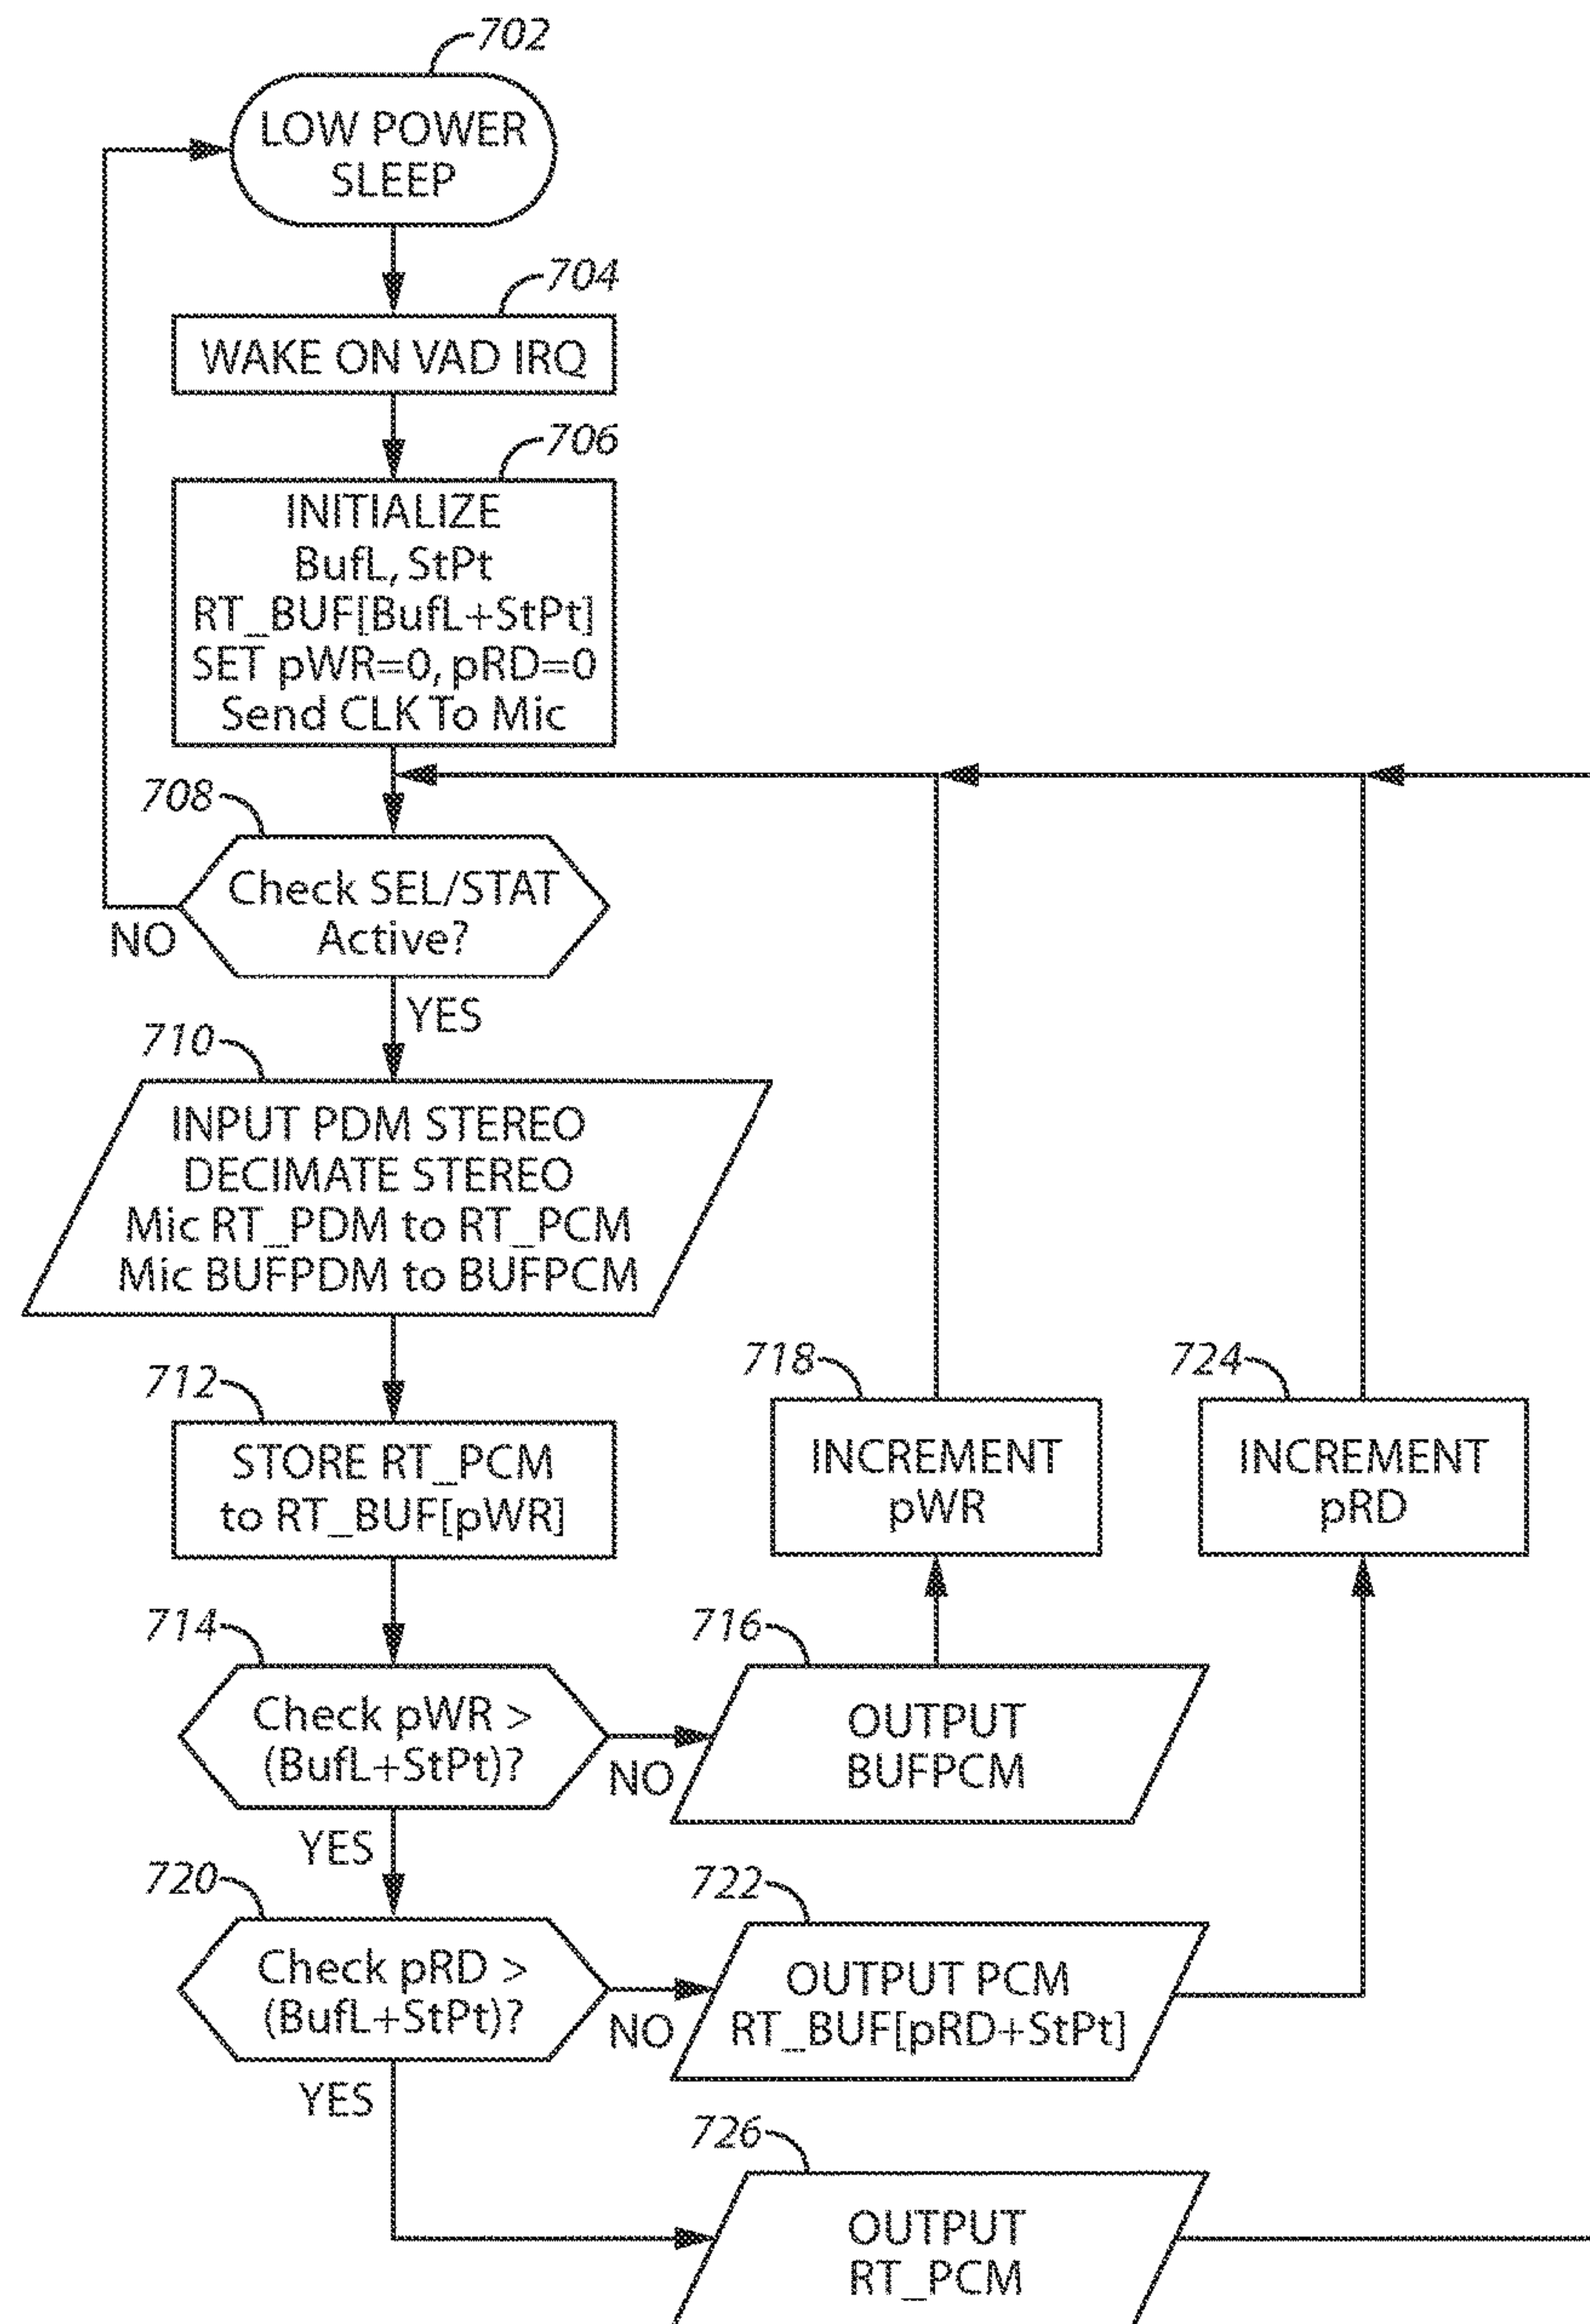 702
LOW POWER
SLEEP
704
WAKE ON VAD IRQ
706
INITIALIZE
BufL, StPt
RT_BUF[BufL+StPt]
SET pWR=0, pRD=0
Send CLK To Mic
708
Check SEL/STAT
Active?
NO
YES
710
INPUT PDM STEREO
DECIMATE STEREO
Mic RT_PDM to RT_PCM
Mic BUFPDM to BUFPCM
712
STORE RT_PCM
to RT_BUF[pWR]
718
INCREMENT
pWR
724
INCREMENT
pRD
714
Check pWR >
(BufL+StPt)?
NO
YES
716
OUTPUT
BUFPCM
720
Check pRD >
(BufL+StPt)?
NO
YES
722
OUTPUT PCM
RT_BUF[pRD+StPt]
726
OUTPUT
RT_PCM